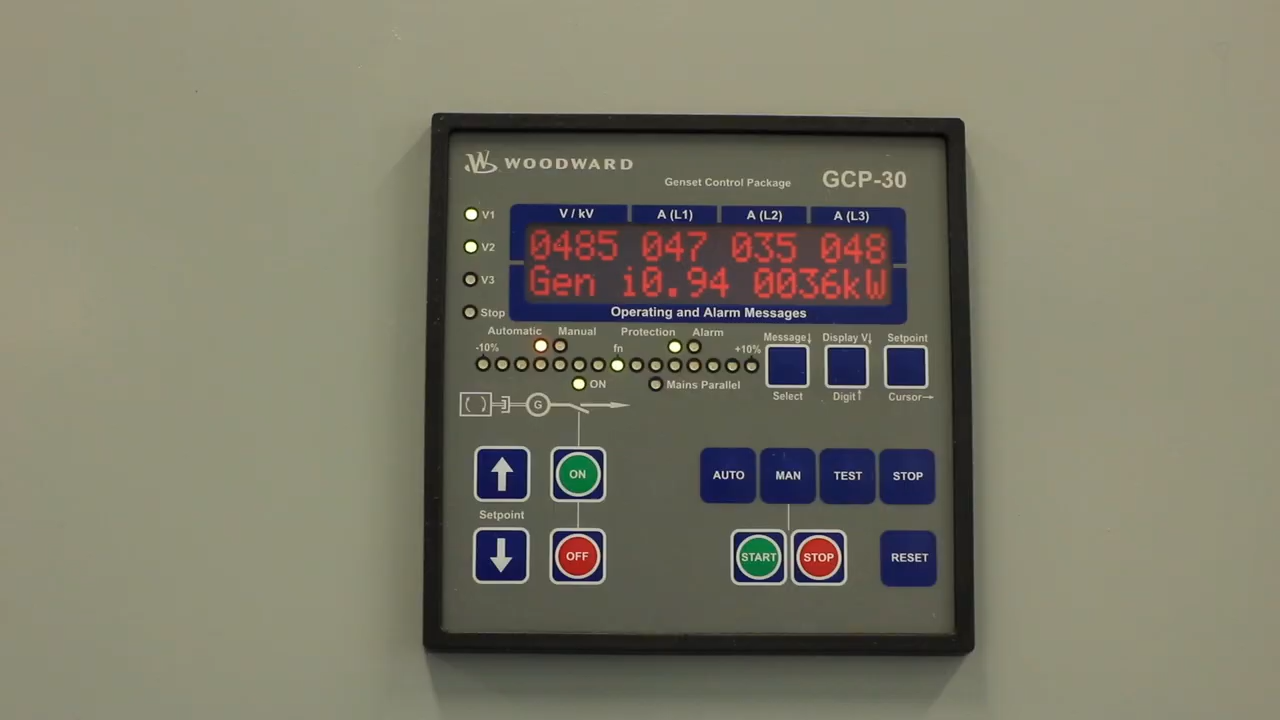 WOODWARD
Genset Control Package
GCP-30
V / kV A (L1) A (L2) A (L3)
V1
V2
V3
Stop
0485 047 035 048
Gen i0.94 0036kW
Operating and Alarm Messages
Automatic Manual Protection Alarm
-10% fn +10%
ON Mains Parallel
Message↓ Display V↓ Setpoint
Select Digit↑ Cursor→
G
ON
Setpoint
OFF
AUTO MAN TEST STOP
START STOP RESET